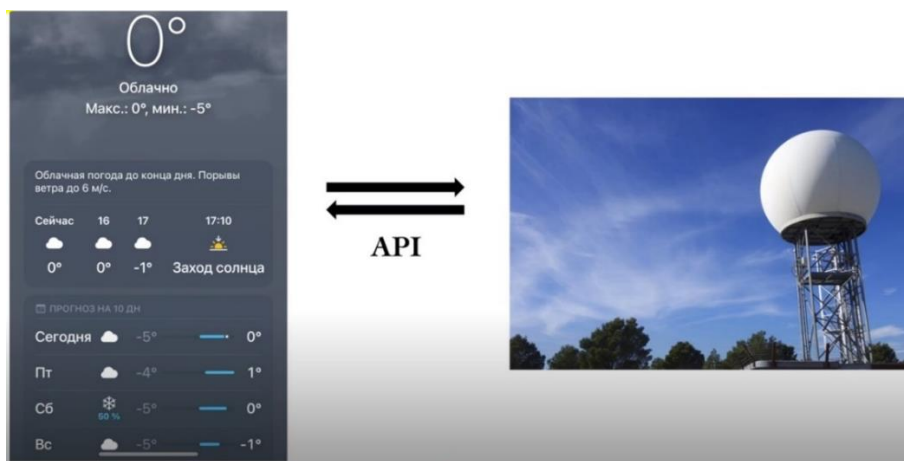 0°
Облачно
Макс.: 0°, мин.: -5°
Облачная погода до конца дня. Порывы
ветра до 6 м/с.
Сейчас 16 17 17:10
0° 0° -1° Заход солнца
ПРОГНОЗ НА 10 ДН
Сегодня -5° 0°
Пт -4° 1°
Сб 50 % -5° 0°
Вс -5° -1°
API